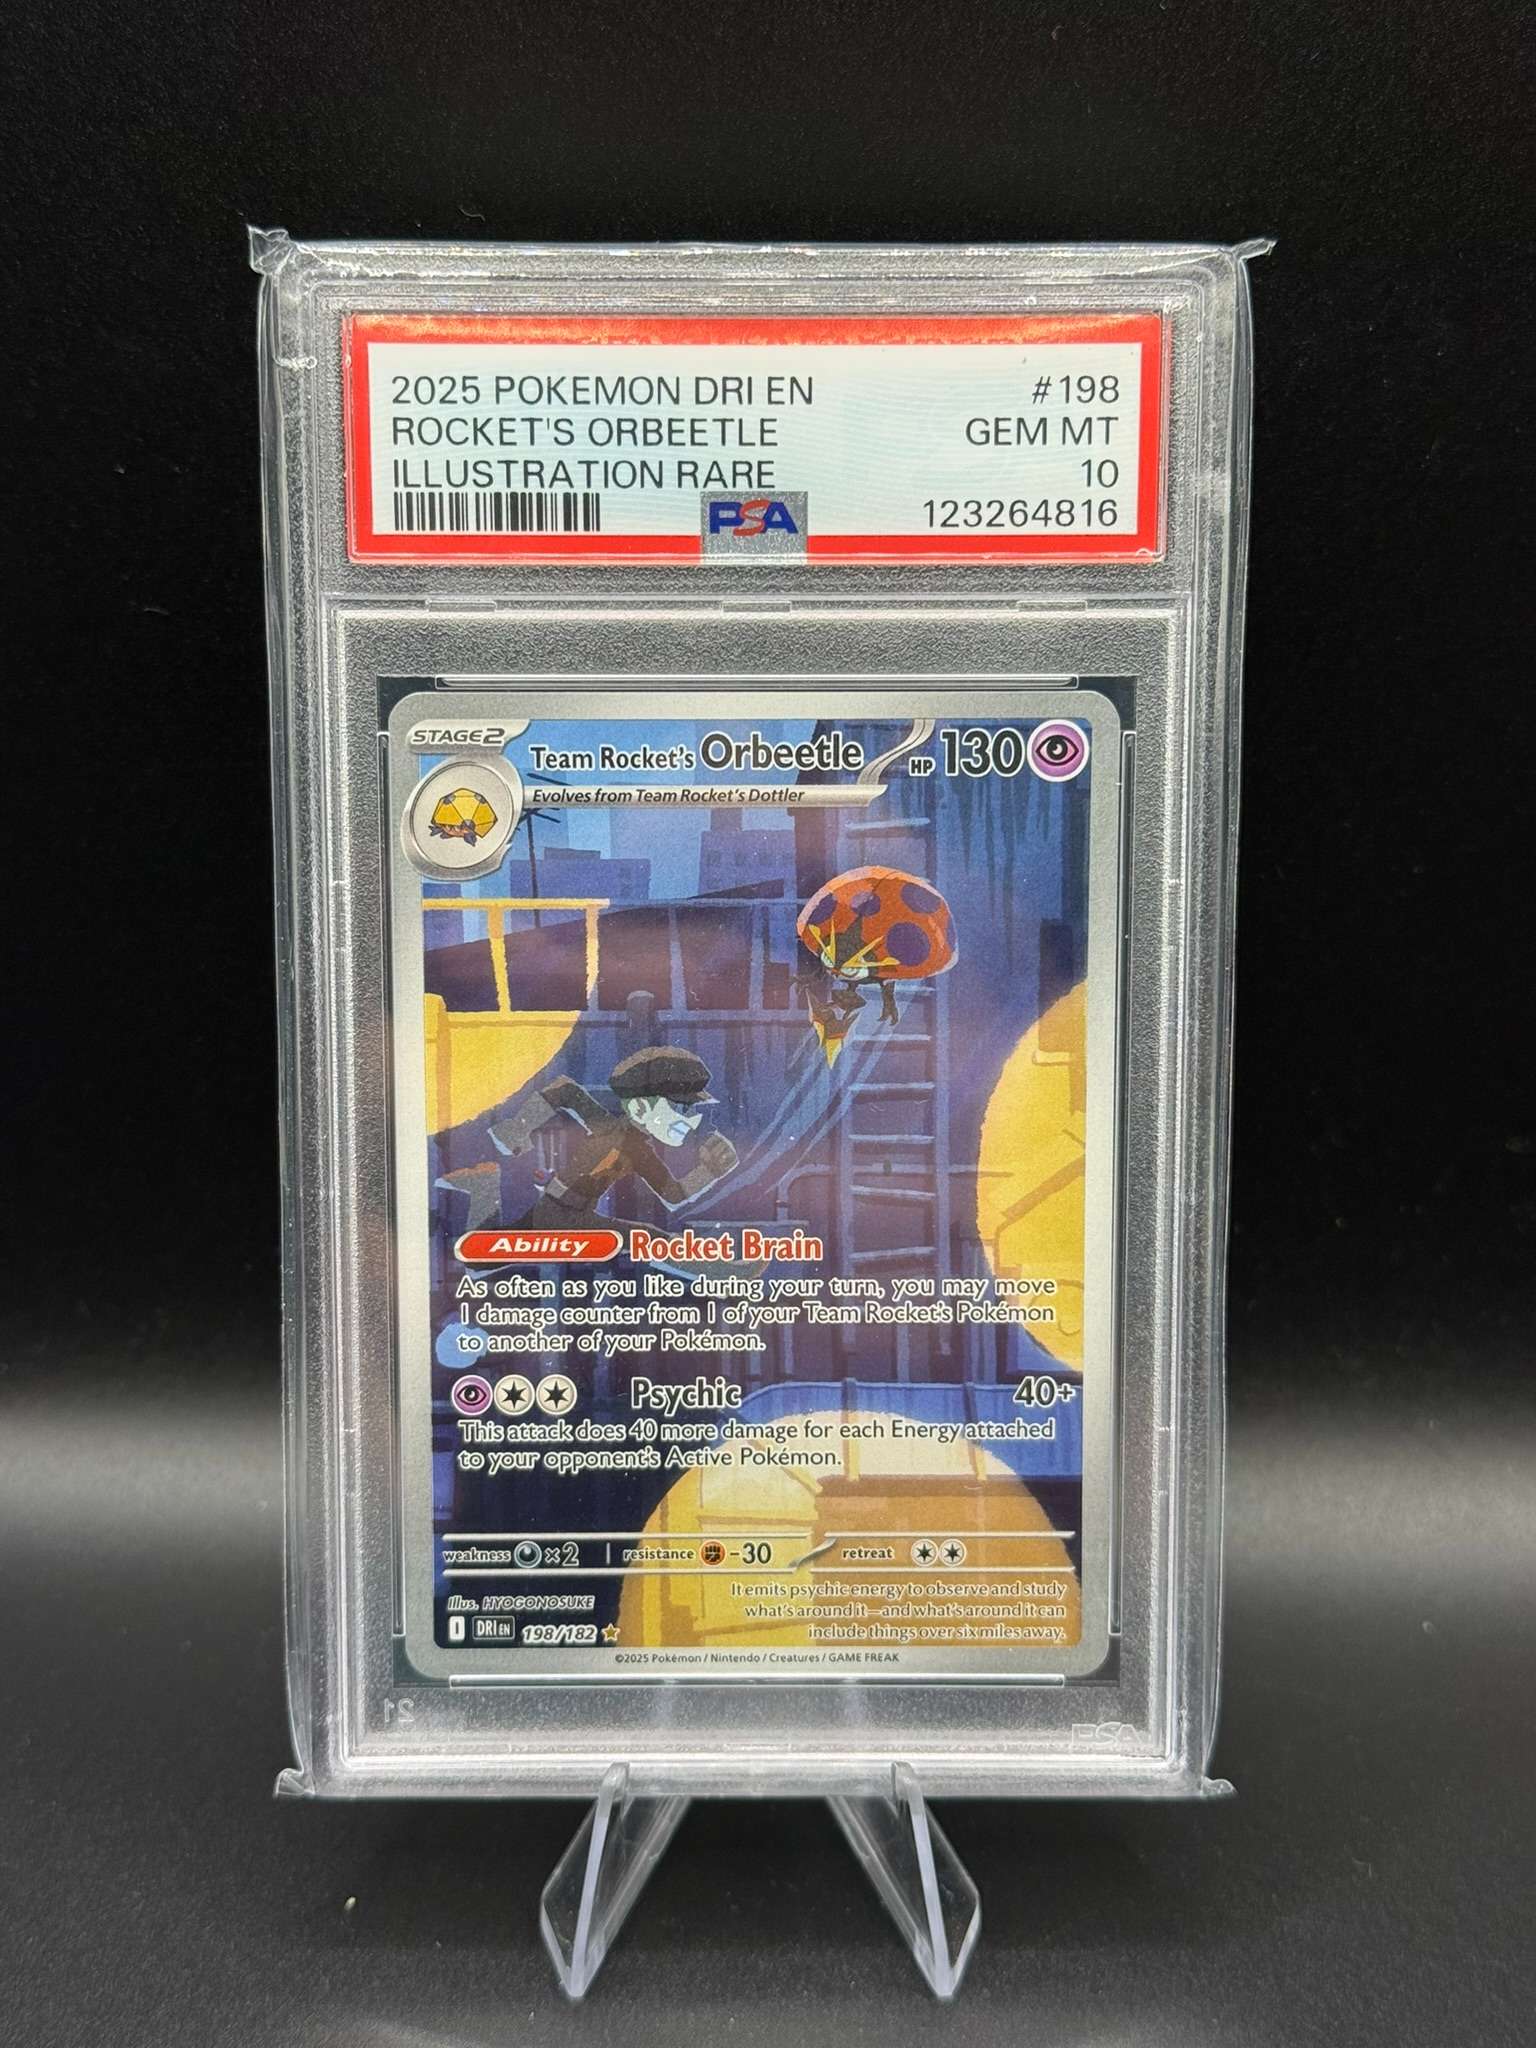 2025 POKEMON DRI EN #198
ROCKET'S ORBEETLE GEM MT
ILLUSTRATION RARE 10
PSA 123264816
STAGE2 Team Rocket's Orbeetle HP 130
Evolves from Team Rocket's Dottler
Ability Rocket Brain
As often as you like during your turn, you may move
1 damage counter from 1 of your Team Rocket's Pokémon
to another of your Pokémon.
Psychic 40+
This attack does 40 more damage for each Energy attached
to your opponent's Active Pokémon.
weakness ×2 resistance -30 retreat
Illus. HYOGONOSUKE
It emits psychic energy to observe and study
what's around it—and what's around it can
include things over six miles away.
I DRI EN 198/182
©2025 Pokémon / Nintendo / Creatures / GAME FREAK
21
PSA